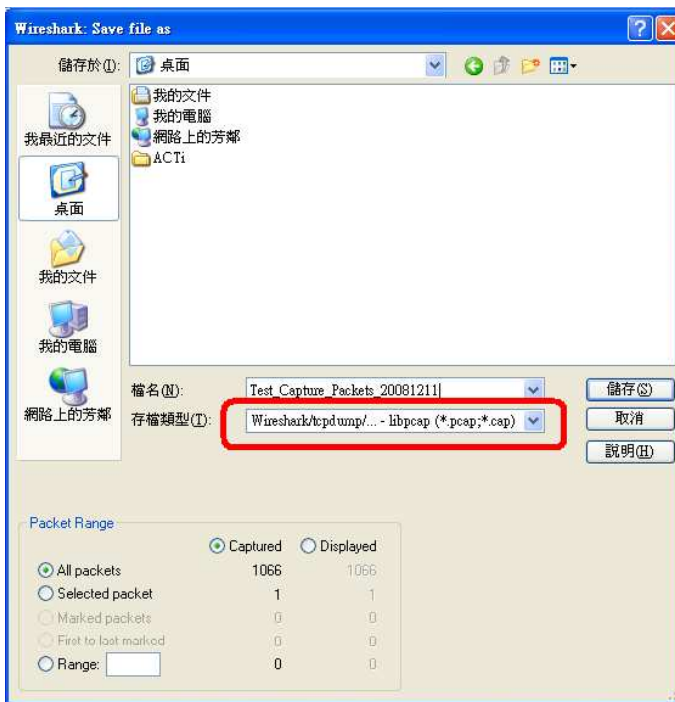 Wireshark: Save file as
儲存於(I): 桌面
我最近的文件
桌面
我的文件
我的電腦
網路上的芳鄰
我的文件
我的電腦
網路上的芳鄰
ACTi
檔名(N): Test_Capture_Packets_20081211
儲存(S)
存檔類型(T): Wireshark/tcpdump/... - libpcap (*.pcap;*.cap)
取消
說明(H)
Packet Range
Captured Displayed
All packets 1066 1066
Selected packet 1 1
Marked packets 0 0
First to last marked 0 0
Range: 0 0